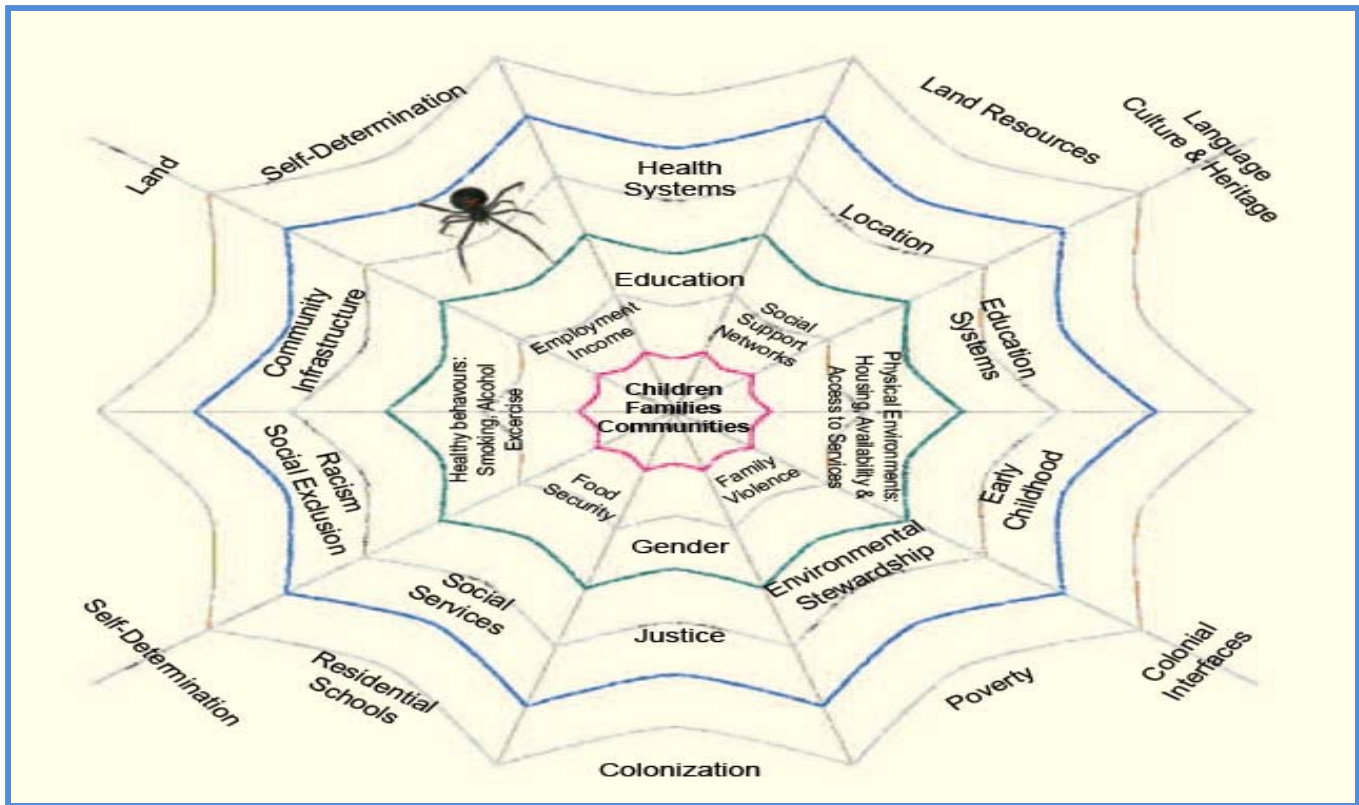 Self-Determination
Land Resources
Language
Culture & Heritage
Land
Health
Systems
Location
Education
Employment
Income
Social
Support
Networks
Community
Infrastructure
Education
Systems
Healthy behavours:
Smoking, Alcohol
Excercise
Children
Families
Communities
Physical Environments:
Housing, Availability &
Access to Services
Racism
Social Exclusion
Food
Security
Family
Violence
Early
Childhood
Gender
Environmental
Stewardship
Social
Services
Justice
Self-Determination
Residential
Schools
Poverty
Colonial
Interfaces
Colonization